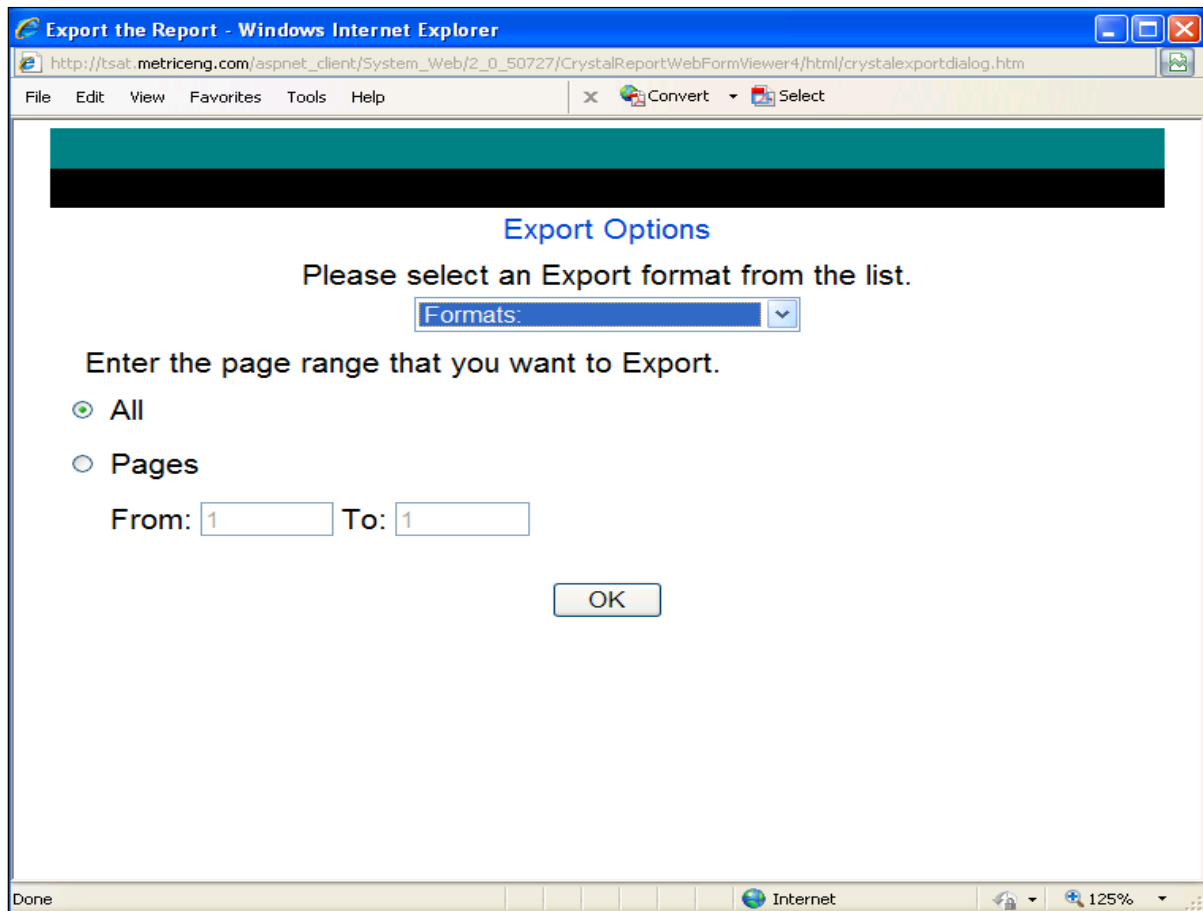 Export the Report - Windows Internet Explorer
http://tsat.metriceng.com/aspnet_client/System_Web/2_0_50727/CrystalReportWebFormViewer4/html/crystalexportdialog.htm
File Edit View Favorites Tools Help x Convert Select
Export Options
Please select an Export format from the list.
Formats:
Enter the page range that you want to Export.
All
Pages
From: 1 To: 1
OK
Done Internet 125%